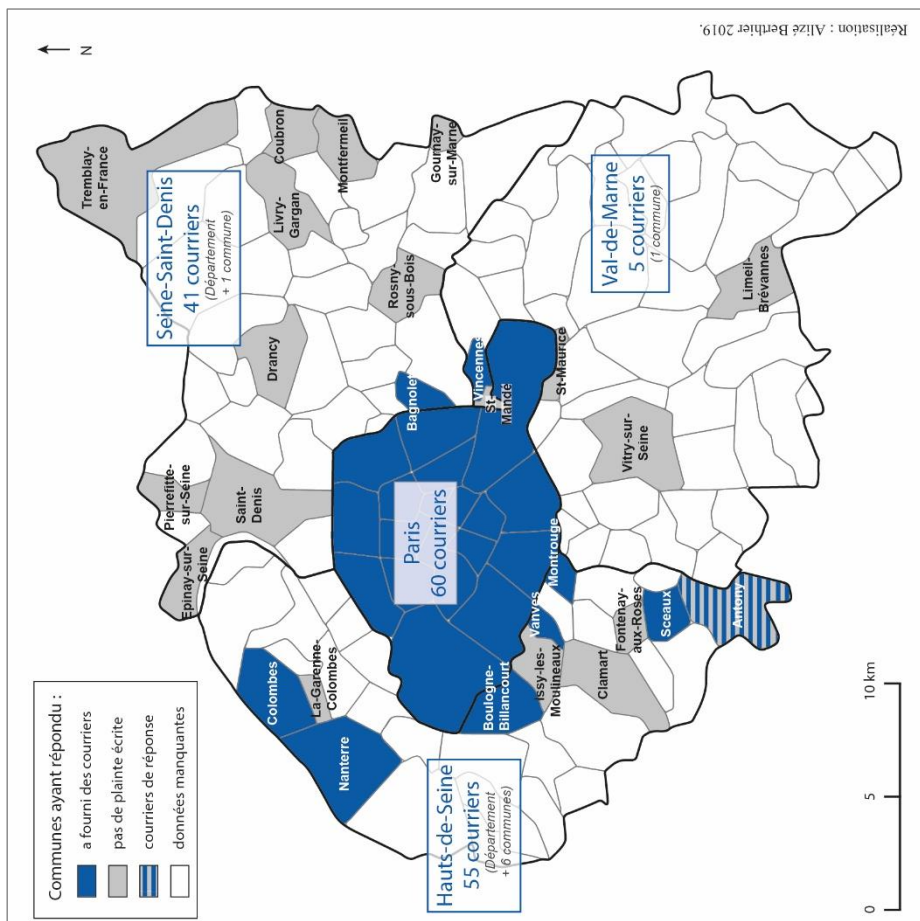 Communes ayant répondu :
a fourni des courriers
pas de plainte écrite
courriers de réponse
données manquantes
N
Réalisation : Alizé Berthier 2019.
Tremblay-
en-France
Seine-Saint-Denis
41 courriers
(Département
+ 1 commune)
Coubron
Livry-
Gargan
Montfermeil
Gournay-
sur-Marne
Rosny-
sous-Bois
Drancy
Pierrefitte-
sur-Seine
Epinay-sur-
Seine
Saint-
Denis
Bagnolet
Vincennes
St-
Mandé
St-Maurice
Paris
60 courriers
Colombes
La-Garenne-
Colombes
Nanterre
Boulogne-
Billancourt
Issy-les-
Moulineaux
Vanves
Montrouge
Clamart
Fontenay-
aux-Roses
Sceaux
Antony
Hauts-de-Seine
55 courriers
(Département
+ 6 communes)
Val-de-Marne
5 courriers
(1 commune)
Vitry-sur-
Seine
Limeil-
Brévannes
0
5
10 km